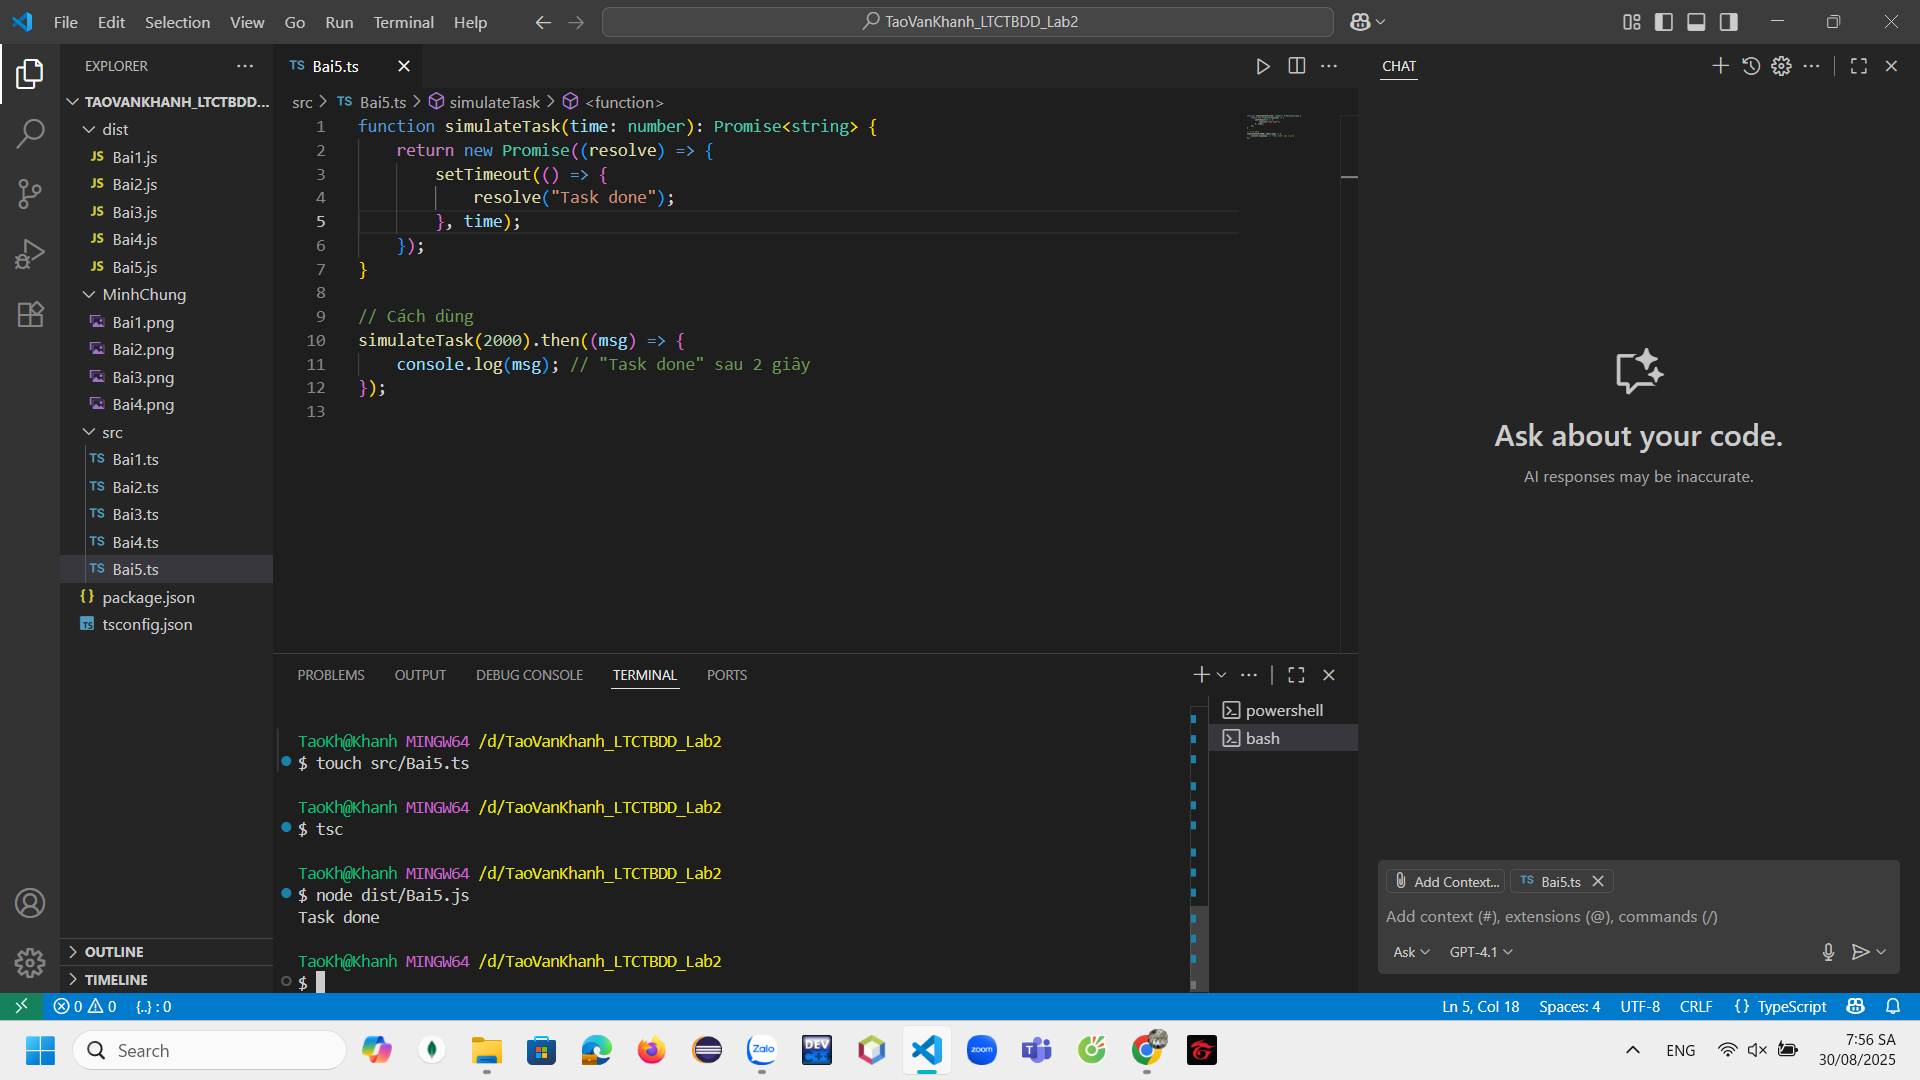 File Edit Selection View Go Run Terminal Help
TaoVanKhanh_LTCTBDD_Lab2
EXPLORER
TAOVANKHANH_LTCTBDD...
dist
JS Bai1.js
JS Bai2.js
JS Bai3.js
JS Bai4.js
JS Bai5.js
MinhChung
Bai1.png
Bai2.png
Bai3.png
Bai4.png
src
TS Bai1.ts
TS Bai2.ts
TS Bai3.ts
TS Bai4.ts
TS Bai5.ts
{} package.json
TS tsconfig.json
OUTLINE
TIMELINE
TS Bai5.ts
src > TS Bai5.ts > simulateTask > <function>
1 function simulateTask(time: number): Promise<string> {
2 return new Promise((resolve) => {
3 setTimeout(() => {
4 resolve("Task done");
5 }, time);
6 });
7 }
8
9 // Cách dùng
10 simulateTask(2000).then((msg) => {
11 console.log(msg); // "Task done" sau 2 giây
12 });
13
PROBLEMS OUTPUT DEBUG CONSOLE TERMINAL PORTS
TaoKh@Khanh MINGW64 /d/TaoVanKhanh_LTCTBDD_Lab2
$ touch src/Bai5.ts
TaoKh@Khanh MINGW64 /d/TaoVanKhanh_LTCTBDD_Lab2
$ tsc
TaoKh@Khanh MINGW64 /d/TaoVanKhanh_LTCTBDD_Lab2
$ node dist/Bai5.js
Task done
TaoKh@Khanh MINGW64 /d/TaoVanKhanh_LTCTBDD_Lab2
$
powershell
bash
CHAT
Ask about your code.
AI responses may be inaccurate.
Add Context... TS Bai5.ts
Add context (#), extensions (@), commands (/)
Ask GPT-4.1
0 0 {..} : 0
Ln 5, Col 18 Spaces: 4 UTF-8 CRLF {} TypeScript
Search
Zalo
DEV
C++
zoom
ENG
7:56 SA
30/08/2025